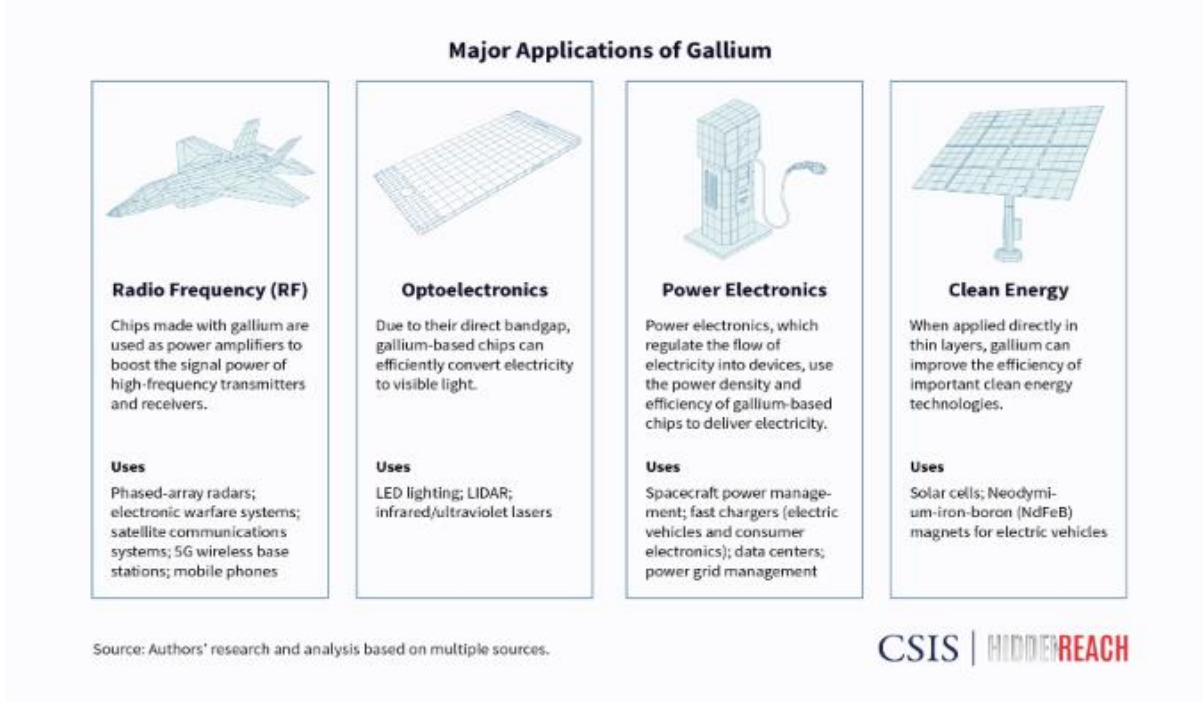 Major Applications of Gallium
Radio Frequency (RF)
Chips made with gallium are
used as power amplifiers to
boost the signal power of
high-frequency transmitters
and receivers.
Uses
Phased-array radars;
electronic warfare systems;
satellite communications
systems; 5G wireless base
stations; mobile phones
Optoelectronics
Due to their direct bandgap,
gallium-based chips can
efficiently convert electricity
to visible light.
Uses
LED lighting; LIDAR;
infrared/ultraviolet lasers
Power Electronics
Power electronics, which
regulate the flow of
electricity into devices, use
the power density and
efficiency of gallium-based
chips to deliver electricity.
Uses
Spacecraft power manage-
ment; fast chargers (electric
vehicles and consumer
electronics); data centers;
power grid management
Clean Energy
When applied directly in
thin layers, gallium can
improve the efficiency of
important clean energy
technologies.
Uses
Solar cells; Neodymi-
um-iron-boron (NdFeB)
magnets for electric vehicles
Source: Authors' research and analysis based on multiple sources.
CSIS | HIDDENREACH